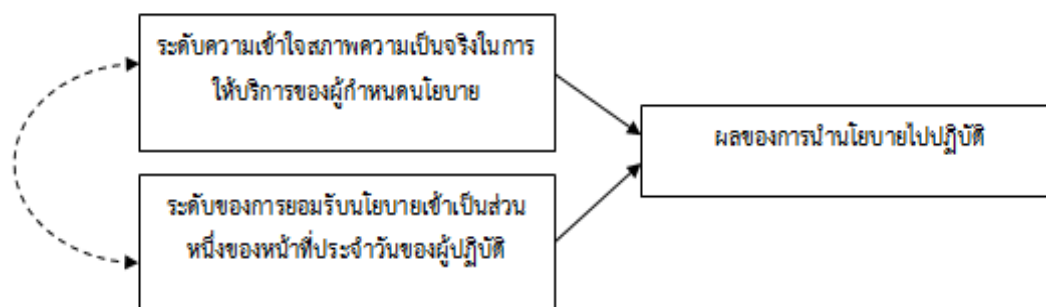 ระดับความเข้าใจสภาพความเป็นจริงในการ
ให้บริการของผู้กำหนดนโยบาย
ผลของการนำนโยบายไปปฏิบัติ
ระดับของการยอมรับนโยบายเข้าเป็นส่วน
หนึ่งของหน้าที่ประจำวันของผู้ปฏิบัติ